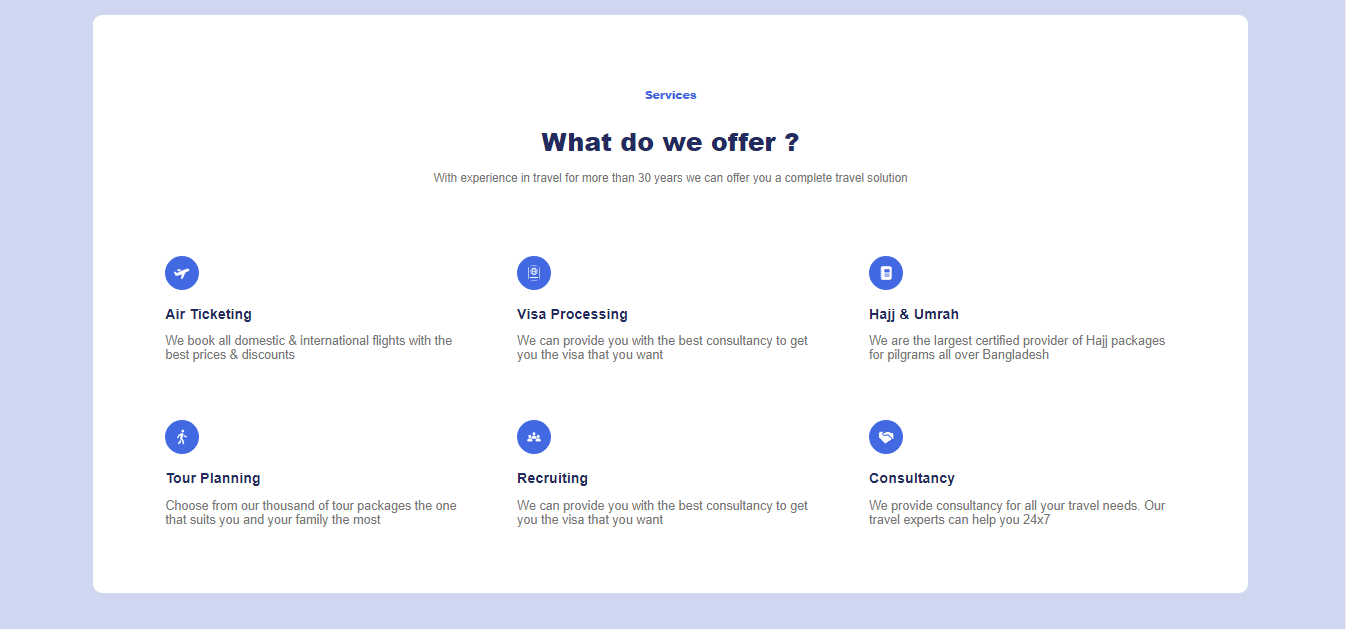 Services
What do we offer ?
With experience in travel for more than 30 years we can offer you a complete travel solution
Air Ticketing
We book all domestic & international flights with the
best prices & discounts
Visa Processing
We can provide you with the best consultancy to get
you the visa that you want
Hajj & Umrah
We are the largest certified provider of Hajj packages
for pilgrams all over Bangladesh
Tour Planning
Choose from our thousand of tour packages the one
that suits you and your family the most
Recruiting
We can provide you with the best consultancy to get
you the visa that you want
Consultancy
We provide consultancy for all your travel needs. Our
travel experts can help you 24x7